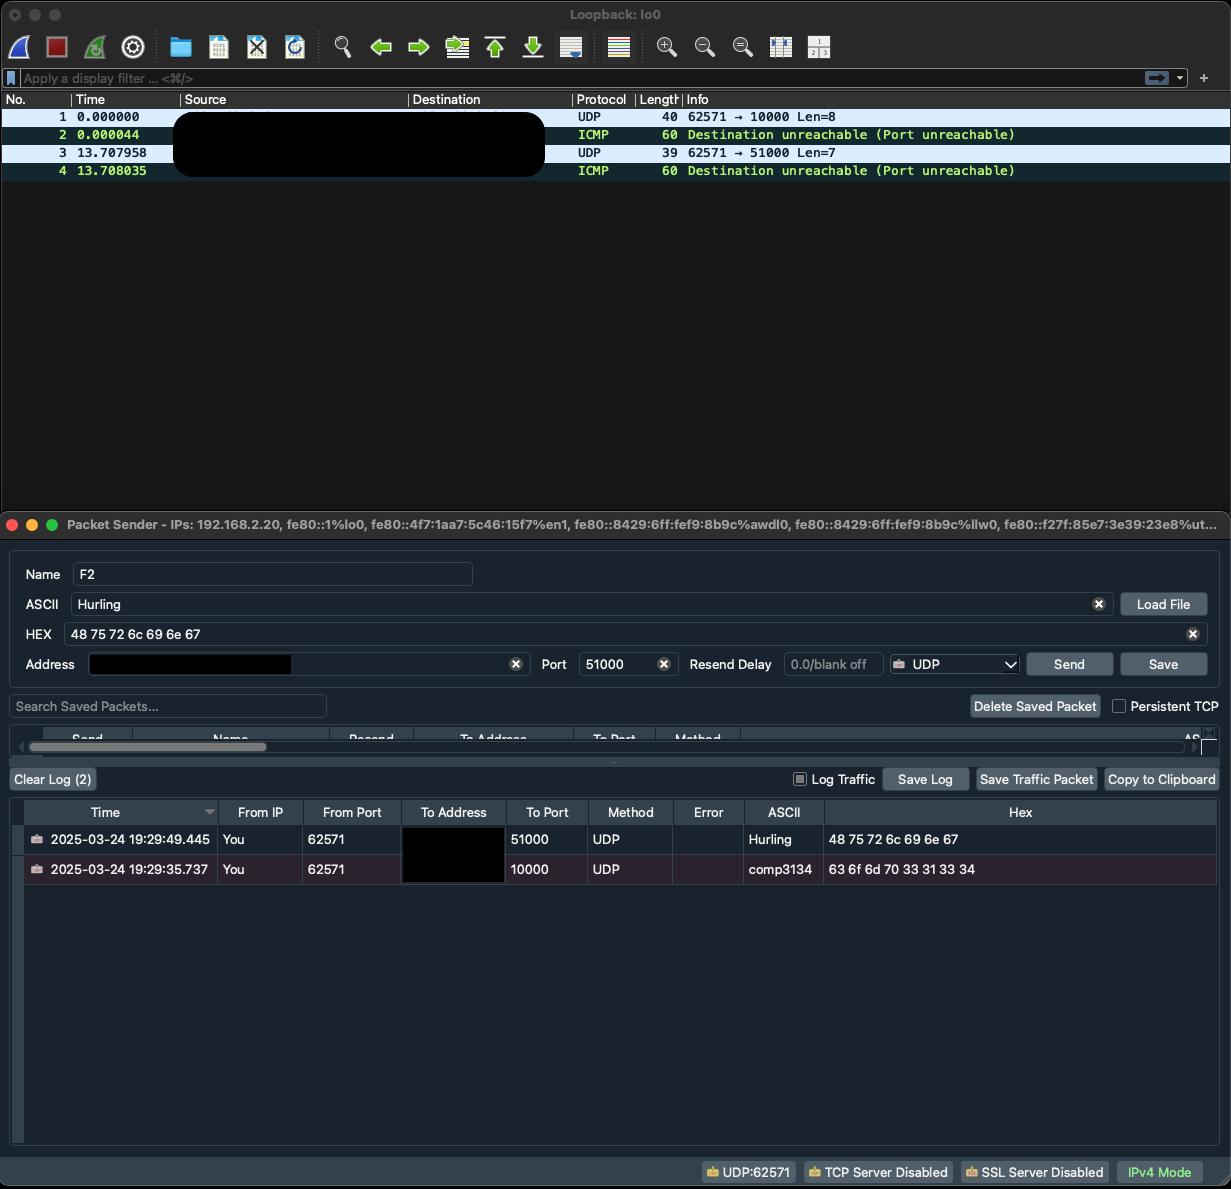 Loopback: lo0
Apply a display filter ... <⌘/>
No. Time Source Destination Protocol Length Info
1 0.000000 UDP 40 62571 → 10000 Len=8
2 0.000044 ICMP 60 Destination unreachable (Port unreachable)
3 13.707958 UDP 39 62571 → 51000 Len=7
4 13.708035 ICMP 60 Destination unreachable (Port unreachable)
Packet Sender - IPs: 192.168.2.20, fe80::1%lo0, fe80::4f7:1aa7:5c46:15f7%en1, fe80::8429:6ff:fef9:8b9c%awdl0, fe80::8429:6ff:fef9:8b9c%llw0, fe80::f27f:85e7:3e39:23e8%ut...
Name F2
ASCII Hurling Load File
HEX 48 75 72 6c 69 6e 67
Address Port 51000 Resend Delay 0.0/blank off UDP Send Save
Search Saved Packets... Delete Saved Packet Persistent TCP
Send Name Resend To Address To Port Method AS
Clear Log (2) Log Traffic Save Log Save Traffic Packet Copy to Clipboard
Time From IP From Port To Address To Port Method Error ASCII Hex
2025-03-24 19:29:49.445 You 62571 51000 UDP Hurling 48 75 72 6c 69 6e 67
2025-03-24 19:29:35.737 You 62571 10000 UDP comp3134 63 6f 6d 70 33 31 33 34
UDP:62571 TCP Server Disabled SSL Server Disabled IPv4 Mode